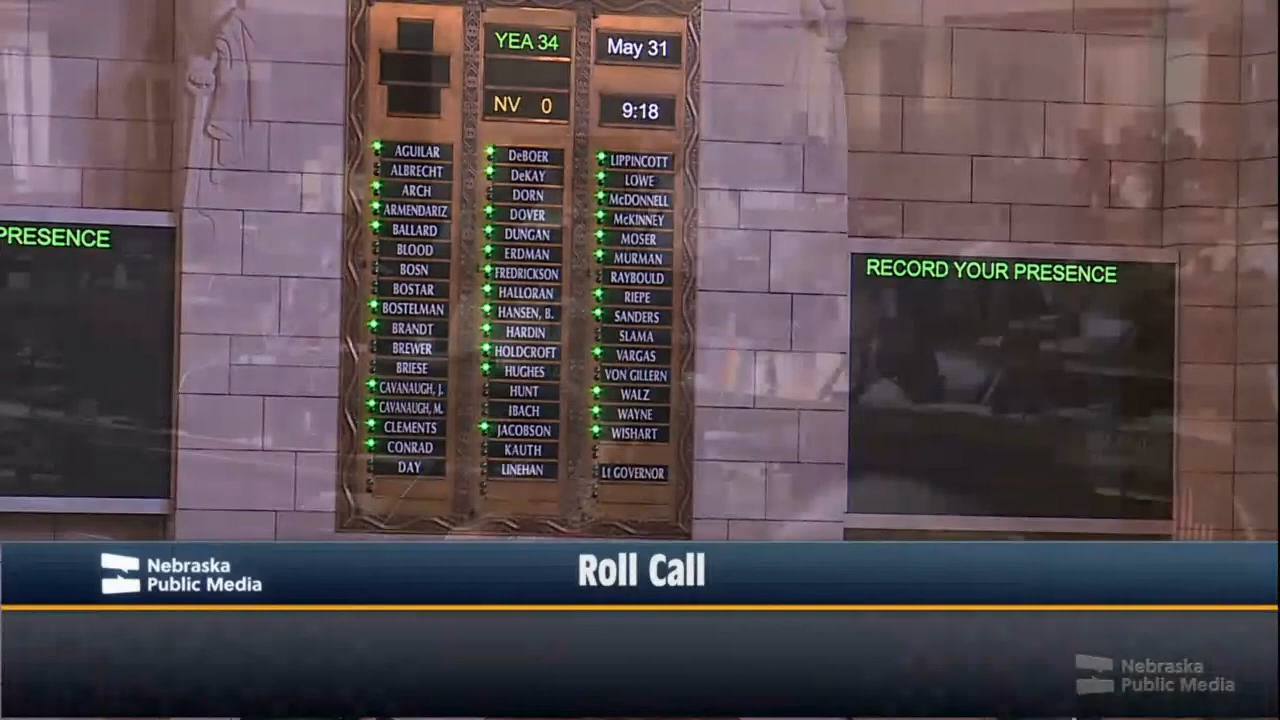 YEA 34
May 31
NV 0
9:18
AGUILAR
ALBRECHT
ARCH
ARMENDARIZ
BALLARD
BLOOD
BOSN
BOSTAR
BOSTELMAN
BRANDT
BREWER
BRIESE
CAVANAUGH, J.
CAVANAUGH, M.
CLEMENTS
CONRAD
DAY
DeBOER
DeKAY
DORN
DOVER
DUNGAN
ERDMAN
FREDRICKSON
HALLORAN
HANSEN, B.
HARDIN
HOLDCROFT
HUGHES
HUNT
IBACH
JACOBSON
KAUTH
LINEHAN
LIPPINCOTT
LOWE
McDONNELL
McKINNEY
MOSER
MURMAN
RAYBOULD
RIEPE
SANDERS
SLAMA
VARGAS
VON GILLERN
WALZ
WAYNE
WISHART
Lt GOVERNOR
PRESENCE
RECORD YOUR PRESENCE
Nebraska
Public Media
Roll Call
Nebraska
Public Media